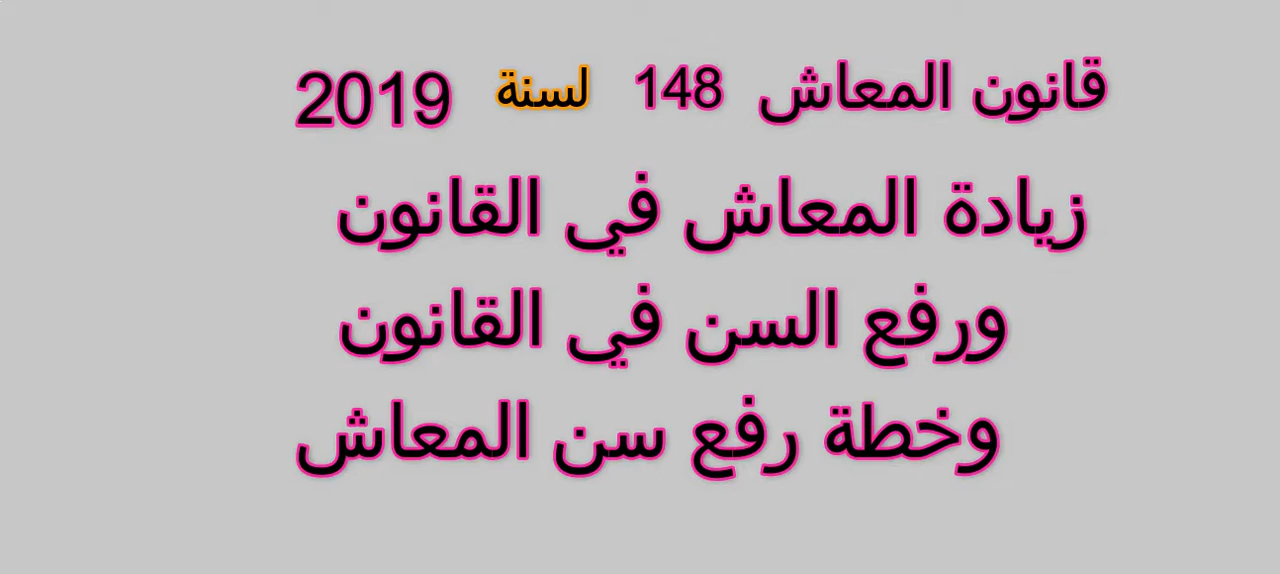 قانون المعاش 148 لسنة 2019
زيادة المعاش في القانون
ورفع السن في القانون
وخطة رفع سن المعاش